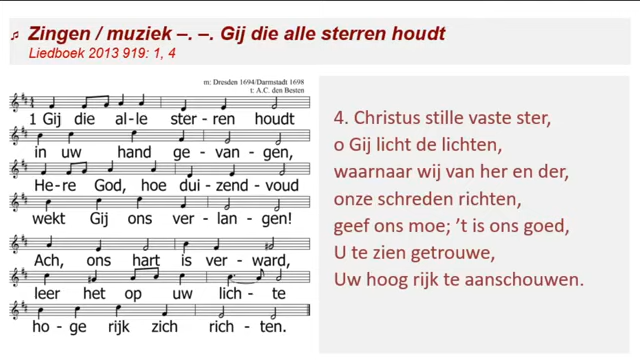 ♫ Zingen / muziek –. –. Gij die alle sterren houdt
Liedboek 2013 919: 1, 4
m: Dresden 1694/Darmstadt 1698
t: A.C. den Besten
1 Gij die al-le ster - ren houdt
in uw hand ge - van - gen,
He - re God, hoe dui - zend - voud
wekt Gij ons ver - lan - gen!
Ach, ons hart is ver - ward,
leer het op uw lich - te
ho - ge rijk zich rich - ten.
4. Christus stille vaste ster,
o Gij licht de lichten,
waarnaar wij van her en der,
onze schreden richten,
geef ons moe; ’t is ons goed,
U te zien getrouwe,
Uw hoog rijk te aanschouwen.